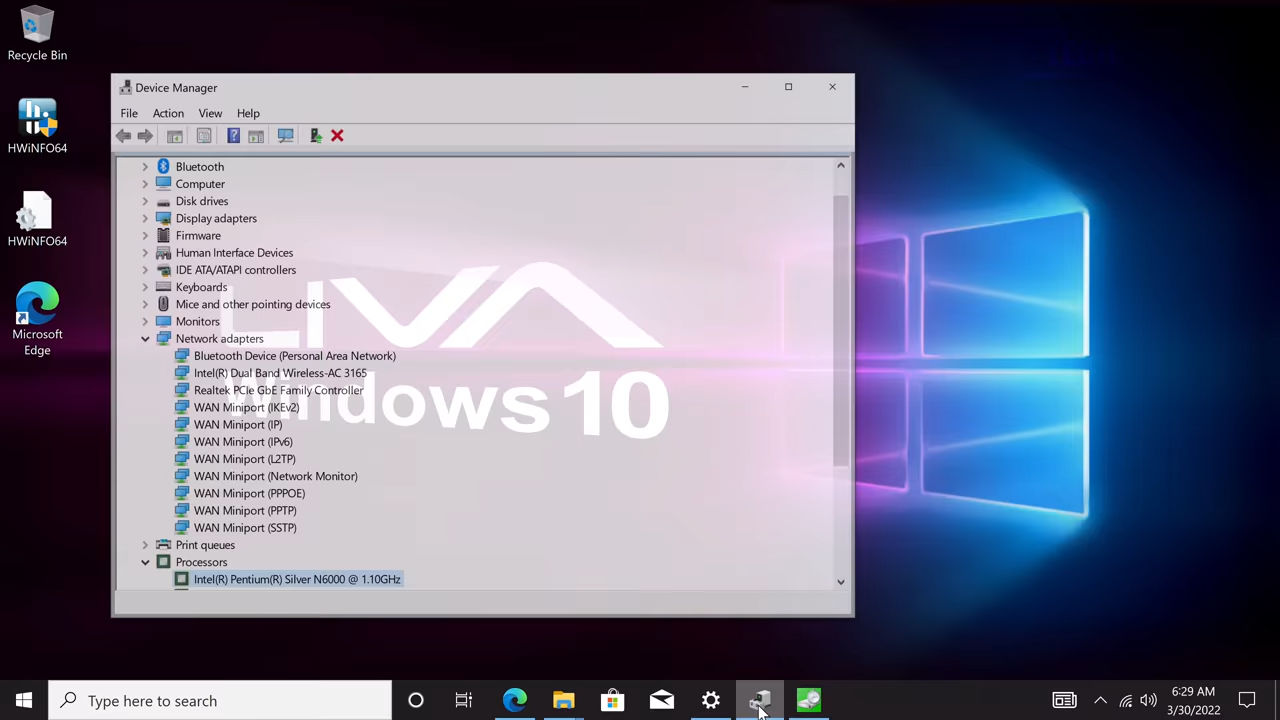 Recycle Bin
HWiNFO64
HWiNFO64
Microsoft
Edge
Device Manager
File Action View Help
Bluetooth
Computer
Disk drives
Display adapters
Firmware
Human Interface Devices
IDE ATA/ATAPI controllers
Keyboards
Mice and other pointing devices
Monitors
Network adapters
Bluetooth Device (Personal Area Network)
Intel(R) Dual Band Wireless-AC 3165
Realtek PCIe GbE Family Controller
WAN Miniport (IKEv2)
WAN Miniport (IP)
WAN Miniport (IPv6)
WAN Miniport (L2TP)
WAN Miniport (Network Monitor)
WAN Miniport (PPPOE)
WAN Miniport (PPTP)
WAN Miniport (SSTP)
Print queues
Processors
Intel(R) Pentium(R) Silver N6000 @ 1.10GHz
LIVA
Windows 10
Type here to search
6:29 AM
3/30/2022